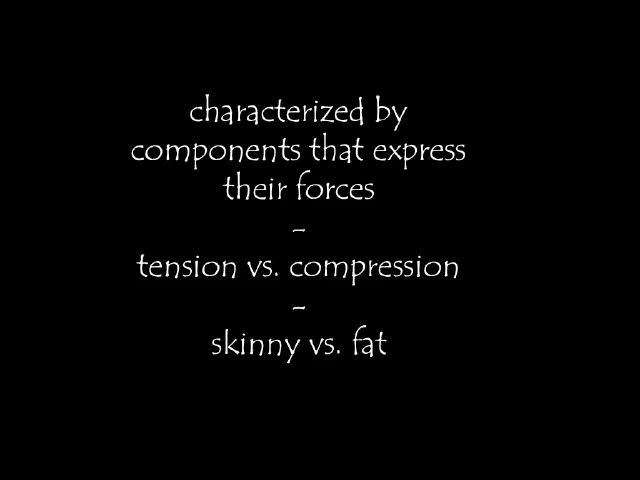 characterized by
components that express
their forces
-
tension vs. compression
-
skinny vs. fat